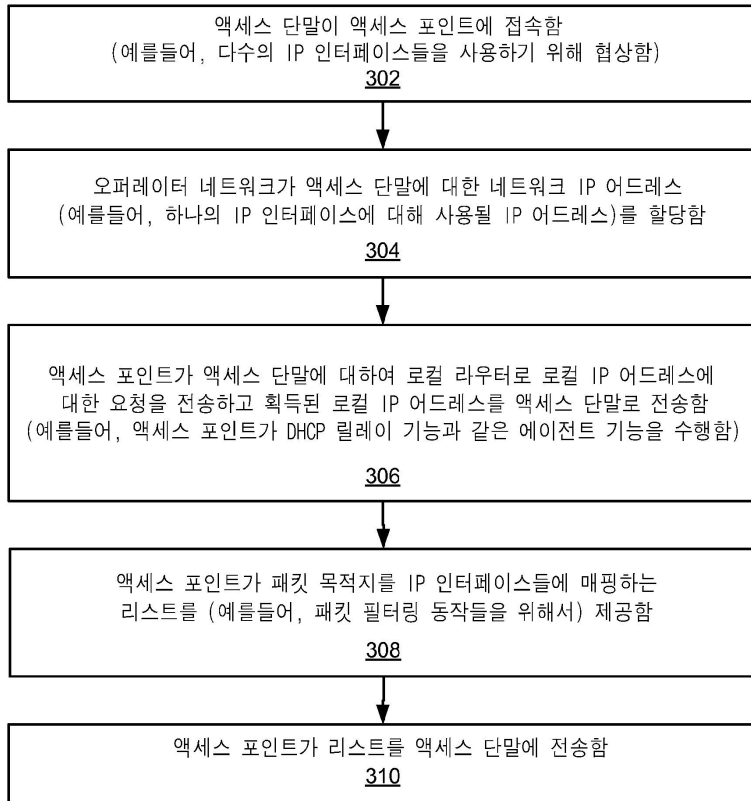 액세스 단말이 액세스 포인트에 접속함
(예를들어, 다수의 IP 인터페이스들을 사용하기 위해 협상함)
302
오퍼레이터 네트워크가 액세스 단말에 대한 네트워크 IP 어드레스
(예를들어, 하나의 IP 인터페이스에 대해 사용될 IP 어드레스)를 할당함
304
액세스 포인트가 액세스 단말에 대하여 로컬 라우터로 로컬 IP 어드레스에
대한 요청을 전송하고 획득된 로컬 IP 어드레스를 액세스 단말로 전송함
(예를들어, 액세스 포인트가 DHCP 릴레이 기능과 같은 에이전트 기능을 수행함)
306
액세스 포인트가 패킷 목적지를 IP 인터페이스들에 매핑하는
리스트를 (예를들어, 패킷 필터링 동작들을 위해서) 제공함
308
액세스 포인트가 리스트를 액세스 단말에 전송함
310